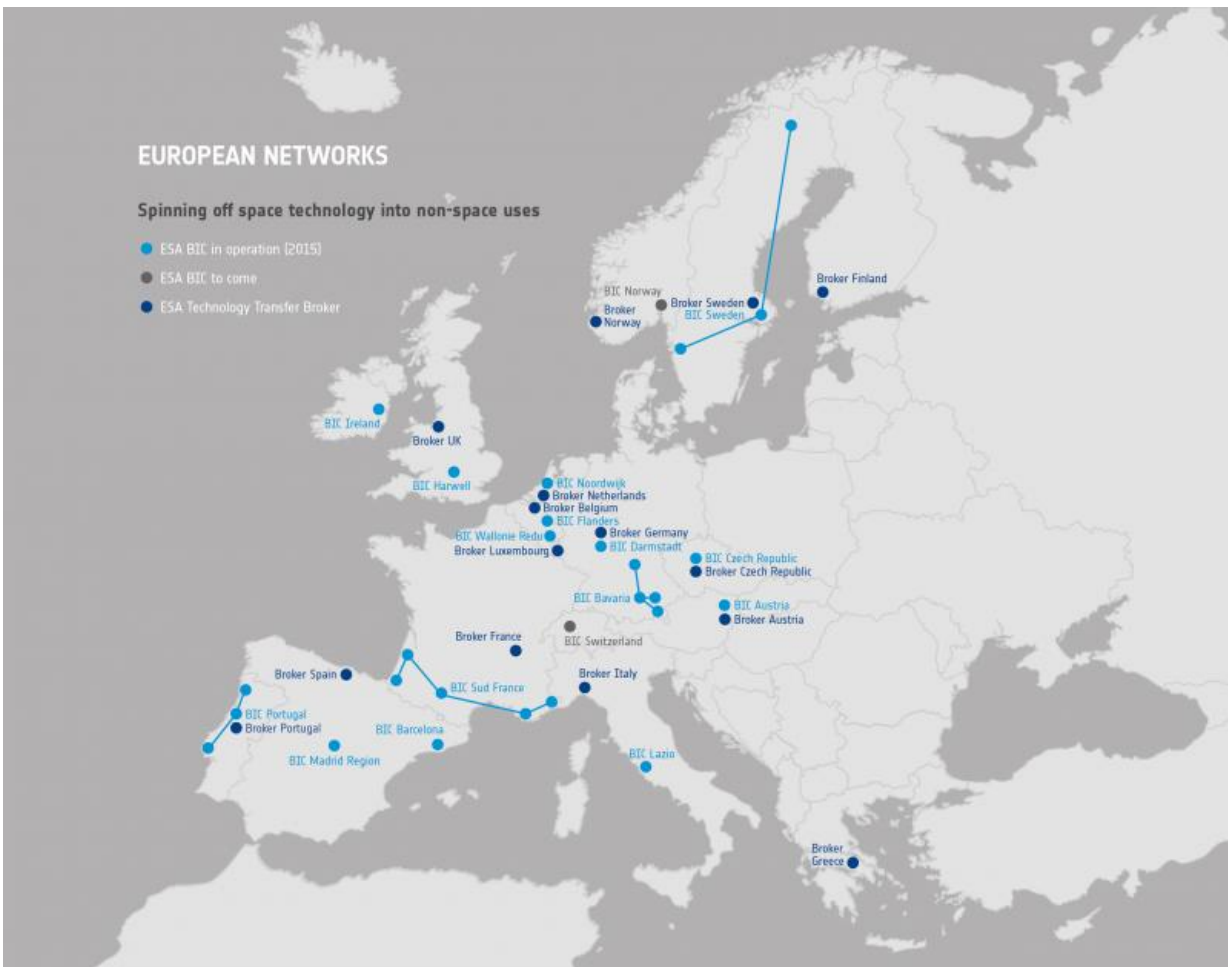 EUROPEAN NETWORKS
Spinning off space technology into non-space uses
ESA BIC in operation (2015)
ESA BIC to come
ESA Technology Transfer Broker
Broker Finland
BIC Norway
Broker Sweden
Broker
Norway
BIC Sweden
BIC Ireland
Broker UK
BIC Harwell
BIC Noordwijk
Broker Netherlands
Broker Belgium
BIC Flanders
BIC Wallonie Redu
Broker Germany
Broker Luxembourg
BIC Darmstadt
BIC Czech Republic
Broker Czech Republic
BIC Bavaria
BIC Austria
Broker Austria
Broker France
BIC Switzerland
Broker Spain
Broker Italy
BIC Sud France
BIC Portugal
Broker Portugal
BIC Barcelona
BIC Madrid Region
BIC Lazio
Broker
Greece